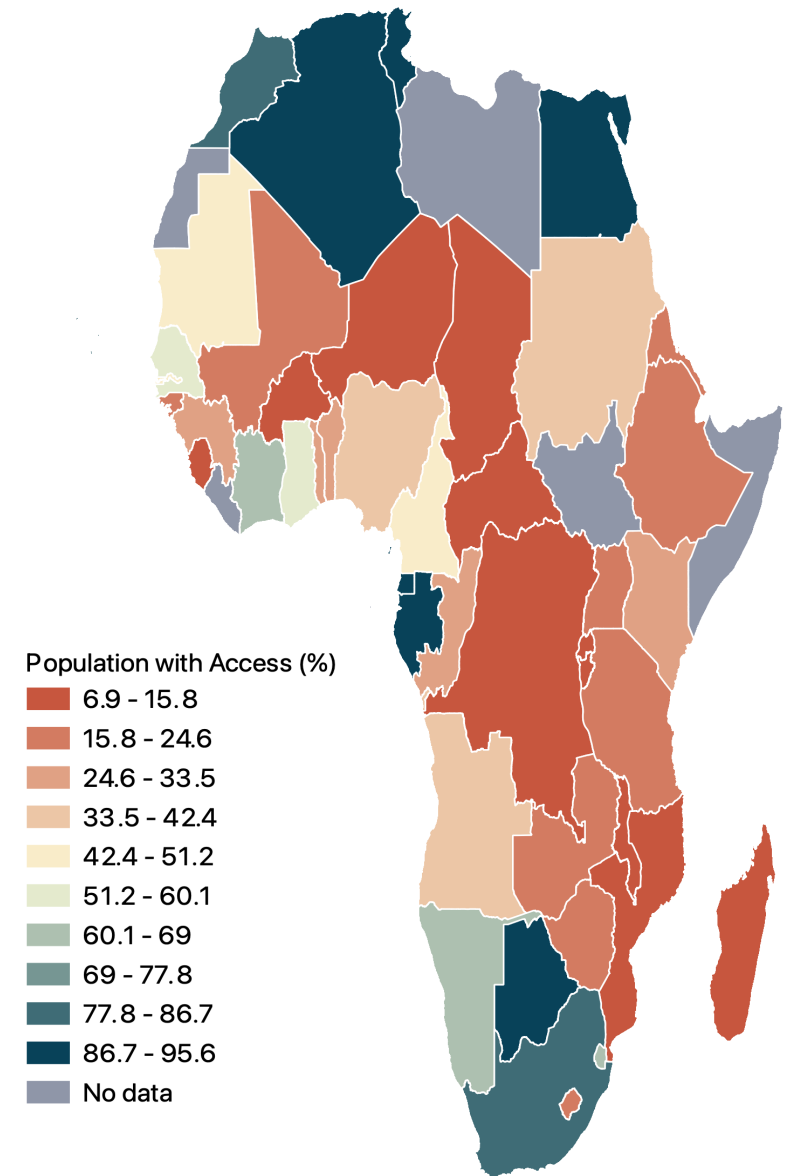 Population with Access (%)
6.9 - 15.8
15.8 - 24.6
24.6 - 33.5
33.5 - 42.4
42.4 - 51.2
51.2 - 60.1
60.1 - 69
69 - 77.8
77.8 - 86.7
86.7 - 95.6
No data